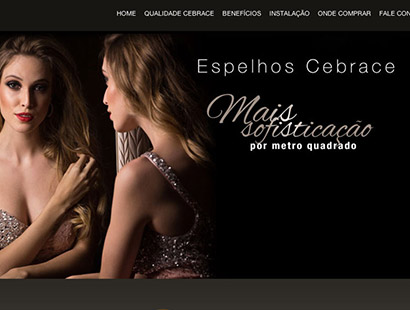 HOME QUALIDADE CEBRACE BENEFÍCIOS INSTALAÇÃO ONDE COMPRAR FALE CON
Espelhos Cebrace
Mais
sofisticação
por metro quadrado